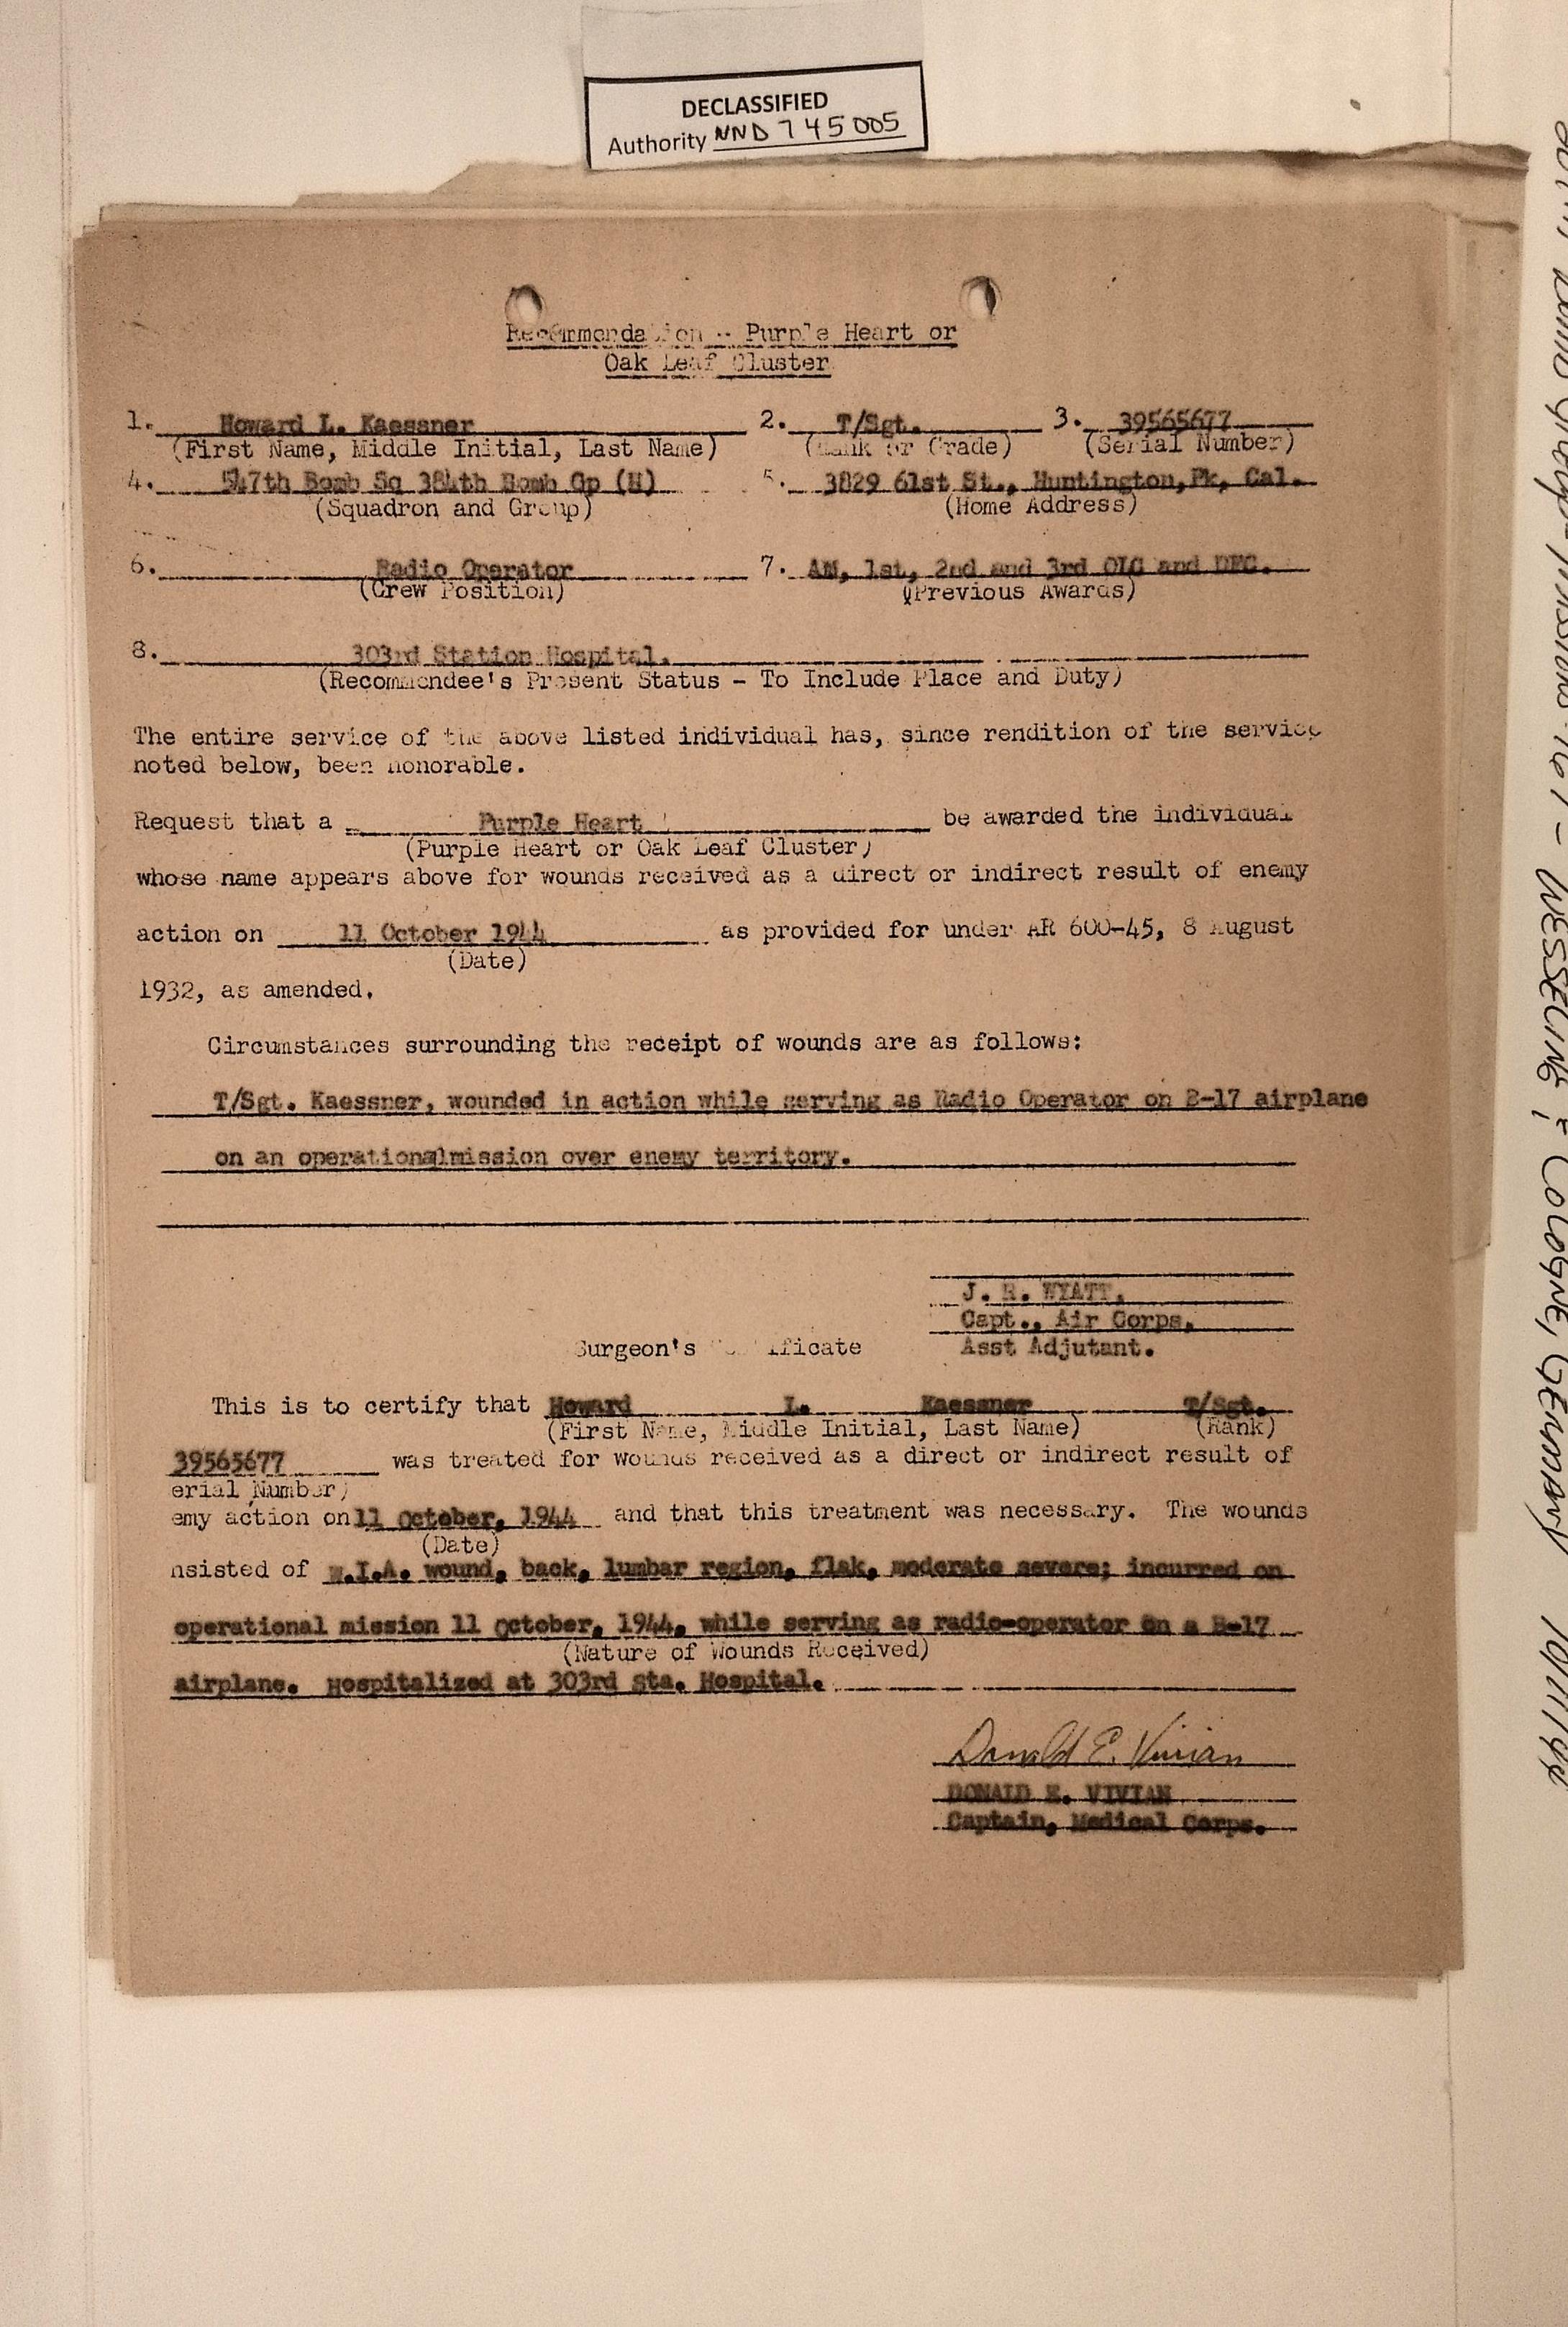 DECLASSIFIED
Authority NND 745005
Recommendation -- Purple Heart or
Oak Leaf Cluster
1. Howard L. Kaessner 2. T/Sgt. 3. 39565677
(First Name, Middle Initial, Last Name) (Rank or Grade) (Serial Number)
4. 547th Bomb Sq 384th Bomb Gp (H) 5. 3829 61st St., Huntington,Pk, Cal.
(Squadron and Group) (Home Address)
6. Radio Operator 7. AM, 1st, 2nd and 3rd OLC and DFC.
(Crew Position) (Previous Awards)
8. 303rd Station Hospital.
(Recommendee's Present Status - To Include Place and Duty)
The entire service of the above listed individual has, since rendition of the service
noted below, been honorable.
Request that a Purple Heart be awarded the individual
(Purple Heart or Oak Leaf Cluster)
whose name appears above for wounds received as a direct or indirect result of enemy
action on 11 October 1944 as provided for under AR 600-45, 8 August
(Date)
1932, as amended.
Circumstances surrounding the receipt of wounds are as follows:
T/Sgt. Kaessner, wounded in action while serving as Radio Operator on B-17 airplane
on an operationalmission over enemy territory.
J. R. WYATT,
Capt., Air Corps,
Surgeon's Certificate Asst Adjutant.
This is to certify that Howard L. Kaessner T/Sgt.
(First Name, Middle Initial, Last Name) (Rank)
39565677 was treated for wounds received as a direct or indirect result of
erial Number)
emy action on 11 October, 1944 and that this treatment was necessary. The wounds
(Date)
nsisted of W.I.A. wound, back, lumbar region, flak, moderate severe; incurred on
operational mission 11 October, 1944, while serving as radio-operator on a B-17
(Nature of Wounds Received)
airplane. Hospitalized at 303rd Sta. Hospital.
Donald E. Vivian
DONALD E. VIVIAN
Captain, Medical Corps.
Bomb Group Mission - WESSELING, & COLOGNE, GERMANY 10/11/44